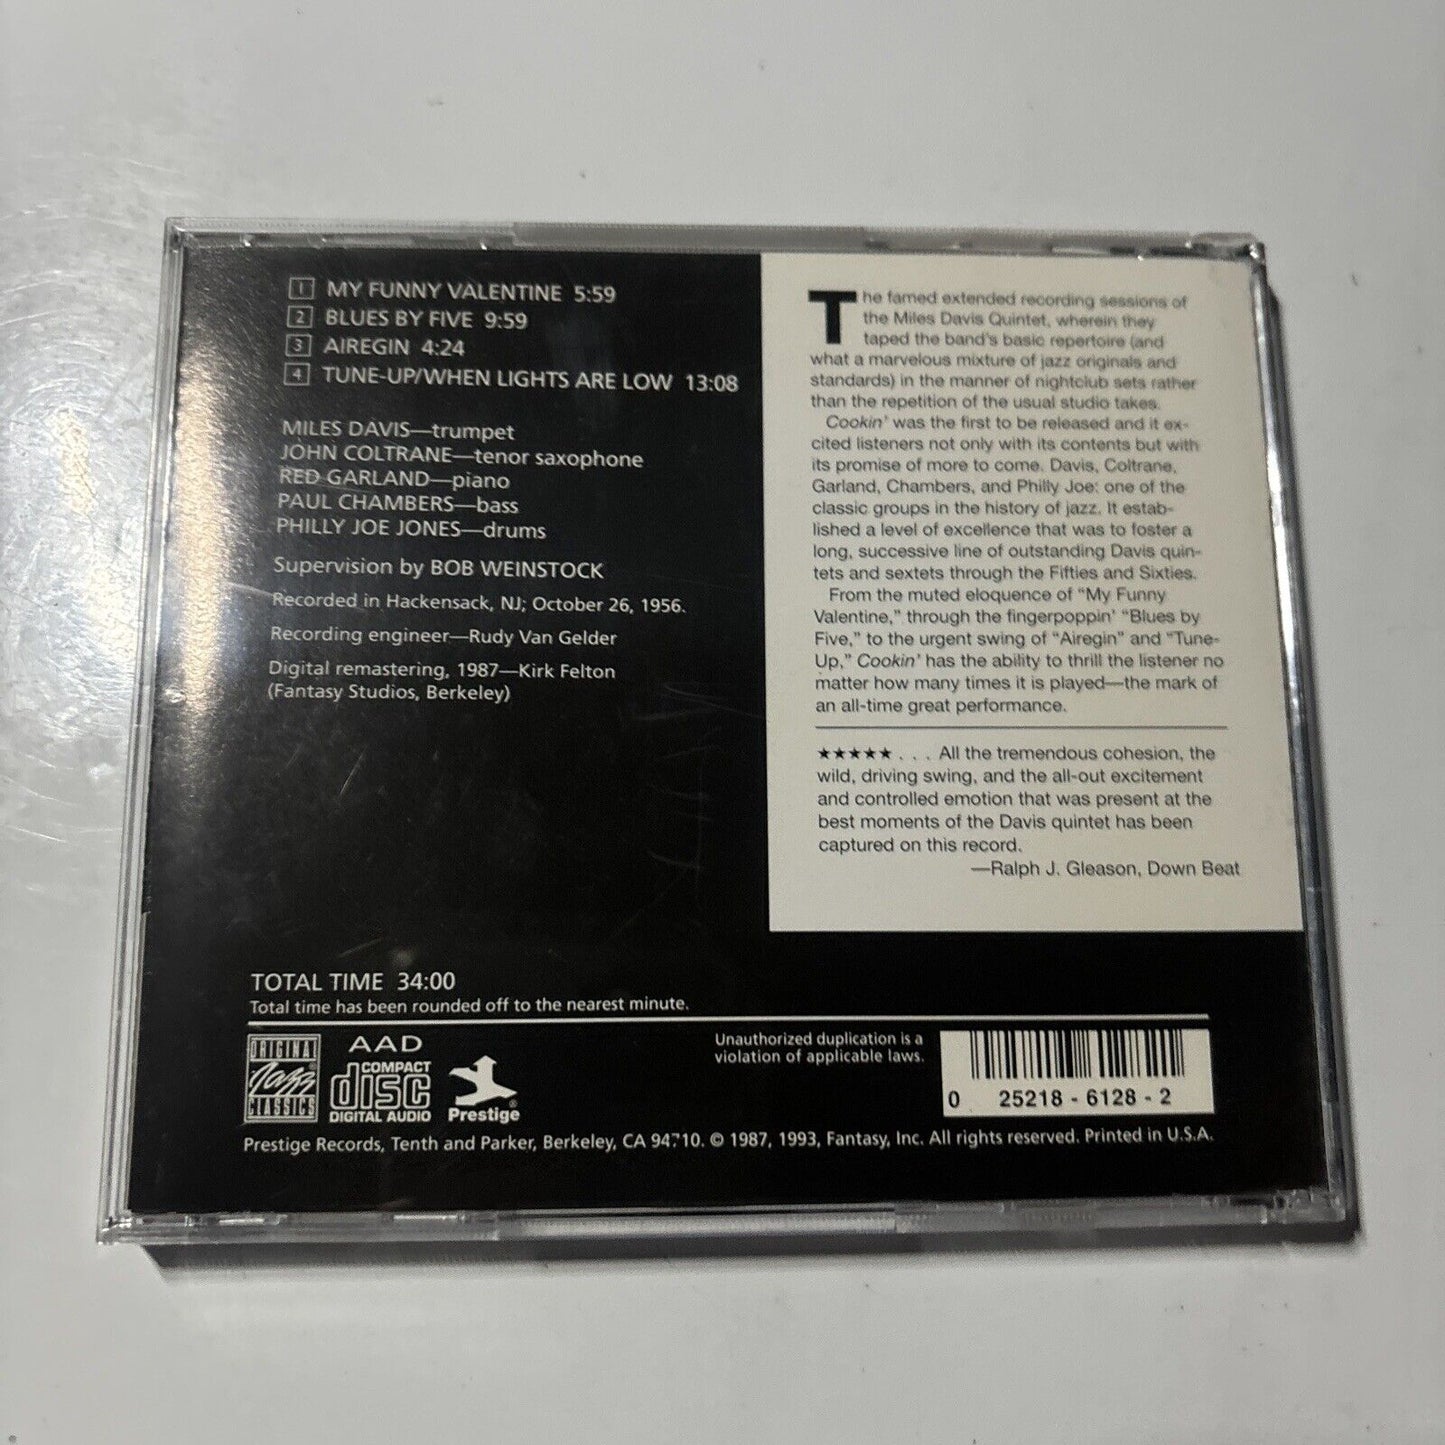 1 MY FUNNY VALENTINE 5:59
2 BLUES BY FIVE 9:59
3 AIREGIN 4:24
4 TUNE-UP/WHEN LIGHTS ARE LOW 13:08
MILES DAVIS—trumpet
JOHN COLTRANE—tenor saxophone
RED GARLAND—piano
PAUL CHAMBERS—bass
PHILLY JOE JONES—drums
Supervision by BOB WEINSTOCK
Recorded in Hackensack, NJ; October 26, 1956.
Recording engineer—Rudy Van Gelder
Digital remastering, 1987—Kirk Felton
(Fantasy Studios, Berkeley)
The famed extended recording sessions of
the Miles Davis Quintet, wherein they
taped the band's basic repertoire (and
what a marvelous mixture of jazz originals and
standards) in the manner of nightclub sets rather
than the repetition of the usual studio takes.
Cookin' was the first to be released and it ex-
cited listeners not only with its contents but with
its promise of more to come. Davis, Coltrane,
Garland, Chambers, and Philly Joe: one of the
classic groups in the history of jazz. It estab-
lished a level of excellence that was to foster a
long, successive line of outstanding Davis quin-
tets and sextets through the Fifties and Sixties.
From the muted eloquence of "My Funny
Valentine," through the fingerpoppin' "Blues by
Five," to the urgent swing of "Airegin" and "Tune-
Up," Cookin' has the ability to thrill the listener no
matter how many times it is played—the mark of
an all-time great performance.
★★★★★ . . . All the tremendous cohesion, the
wild, driving swing, and the all-out excitement
and controlled emotion that was present at the
best moments of the Davis quintet has been
captured on this record.
—Ralph J. Gleason, Down Beat
TOTAL TIME 34:00
Total time has been rounded off to the nearest minute.
ORIGINAL
Jazz
CLASSICS
AAD
COMPACT
disc
DIGITAL AUDIO
Prestige
Unauthorized duplication is a
violation of applicable laws.
0 25218 - 6128 - 2
Prestige Records, Tenth and Parker, Berkeley, CA 94710. © 1987, 1993, Fantasy, Inc. All rights reserved. Printed in U.S.A.